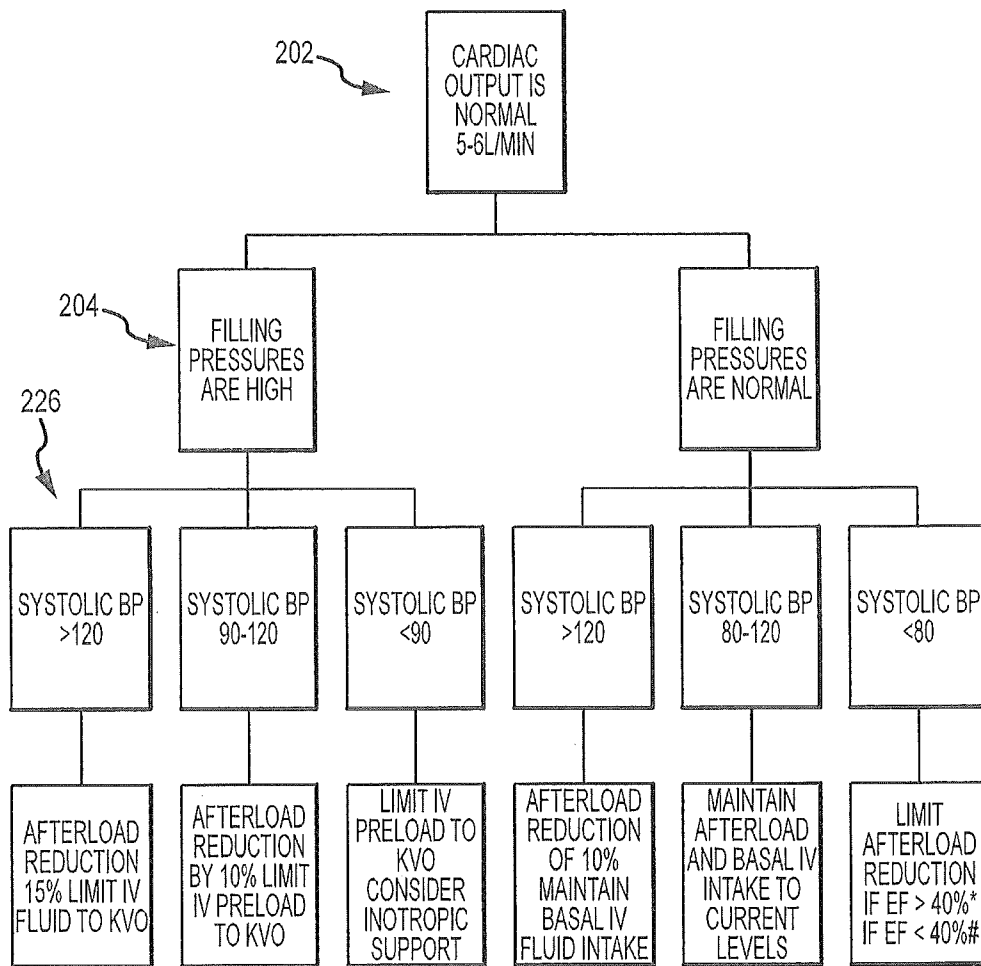 202
CARDIAC
OUTPUT IS
NORMAL
5-6L/MIN
204
FILLING
PRESSURES
ARE HIGH
FILLING
PRESSURES
ARE NORMAL
226
SYSTOLIC BP
>120
SYSTOLIC BP
90-120
SYSTOLIC BP
<90
SYSTOLIC BP
>120
SYSTOLIC BP
80-120
SYSTOLIC BP
<80
AFTERLOAD
REDUCTION
15% LIMIT IV
FLUID TO KVO
AFTERLOAD
REDUCTION
BY 10% LIMIT
IV PRELOAD
TO KVO
LIMIT IV
PRELOAD TO
KVO
CONSIDER
INOTROPIC
SUPPORT
AFTERLOAD
REDUCTION
OF 10%
MAINTAIN
BASAL IV
FLUID INTAKE
MAINTAIN
AFTERLOAD
AND BASAL IV
INTAKE TO
CURRENT
LEVELS
LIMIT
AFTERLOAD
REDUCTION
IF EF > 40%*
IF EF < 40%#